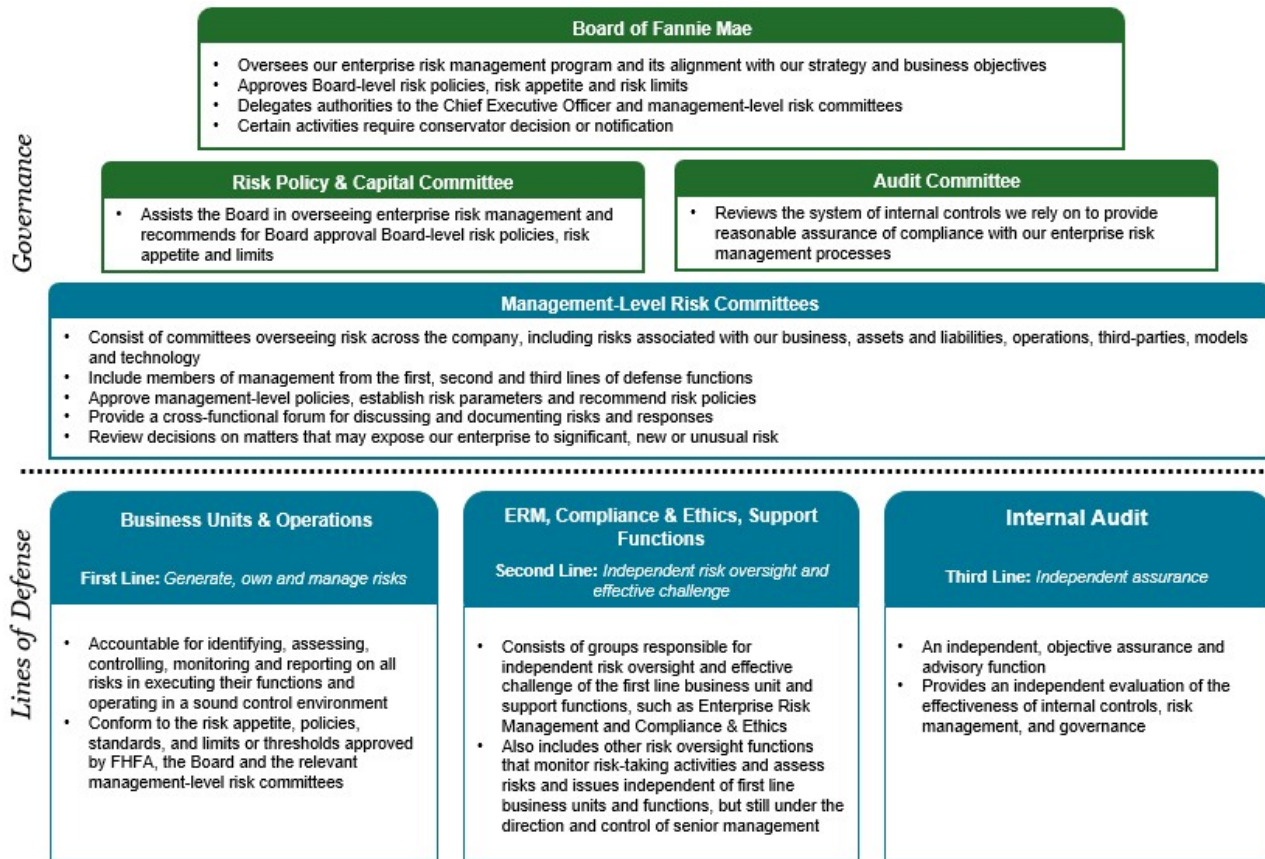 Governance
Board of Fannie Mae
• Oversees our enterprise risk management program and its alignment with our strategy and business objectives
• Approves Board-level risk policies, risk appetite and risk limits
• Delegates authorities to the Chief Executive Officer and management-level risk committees
• Certain activities require conservator decision or notification
Risk Policy & Capital Committee
• Assists the Board in overseeing enterprise risk management and
recommends for Board approval Board-level risk policies, risk
appetite and limits
Audit Committee
• Reviews the system of internal controls we rely on to provide
reasonable assurance of compliance with our enterprise risk
management processes
Management-Level Risk Committees
• Consist of committees overseeing risk across the company, including risks associated with our business, assets and liabilities, operations, third-parties, models
and technology
• Include members of management from the first, second and third lines of defense functions
• Approve management-level policies, establish risk parameters and recommend risk policies
• Provide a cross-functional forum for discussing and documenting risks and responses
• Review decisions on matters that may expose our enterprise to significant, new or unusual risk
Lines of Defense
Business Units & Operations
First Line: Generate, own and manage risks
• Accountable for identifying, assessing,
controlling, monitoring and reporting on all
risks in executing their functions and
operating in a sound control environment
• Conform to the risk appetite, policies,
standards, and limits or thresholds approved
by FHFA, the Board and the relevant
management-level risk committees
ERM, Compliance & Ethics, Support
Functions
Second Line: Independent risk oversight and
effective challenge
• Consists of groups responsible for
independent risk oversight and effective
challenge of the first line business unit and
support functions, such as Enterprise Risk
Management and Compliance & Ethics
• Also includes other risk oversight functions
that monitor risk-taking activities and assess
risks and issues independent of first line
business units and functions, but still under the
direction and control of senior management
Internal Audit
Third Line: Independent assurance
• An independent, objective assurance and
advisory function
• Provides an independent evaluation of the
effectiveness of internal controls, risk
management, and governance